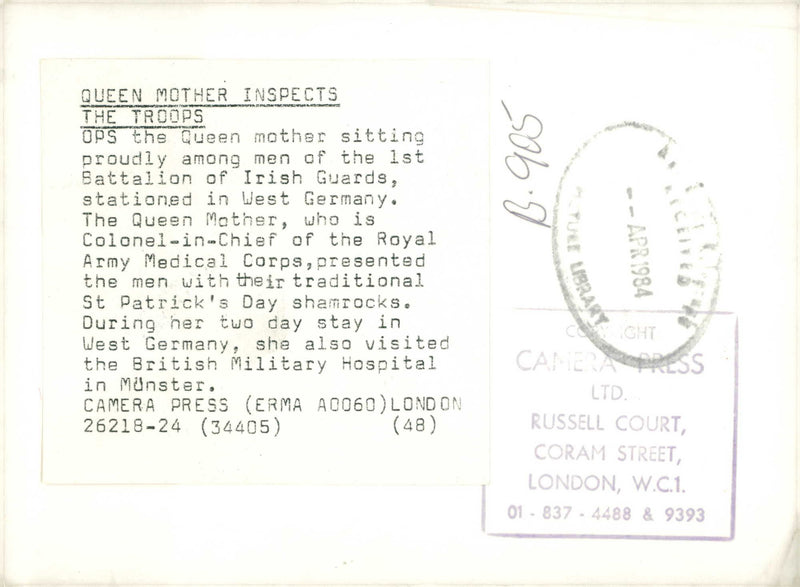 QUEEN MOTHER INSPECTS
THE TROOPS
OPS the Queen mother sitting
proudly among men of the 1st
Battalion of Irish Guards,
stationed in West Germany.
The Queen Mother, who is
Colonel-in-Chief of the Royal
Army Medical Corps,presented
the men with their traditional
St Patrick's Day shamrocks.
During her two day stay in
West Germany, she also visited
the British Military Hospital
in Münster.
CAMERA PRESS (ERMA A0060)LONDON
26218-24 (34405) (48)
B.905
-- APR 1984
LIBRARY
CAMERA PRESS
LTD.
RUSSELL COURT,
CORAM STREET,
LONDON, W.C.1.
01 - 837 - 4488 & 9393